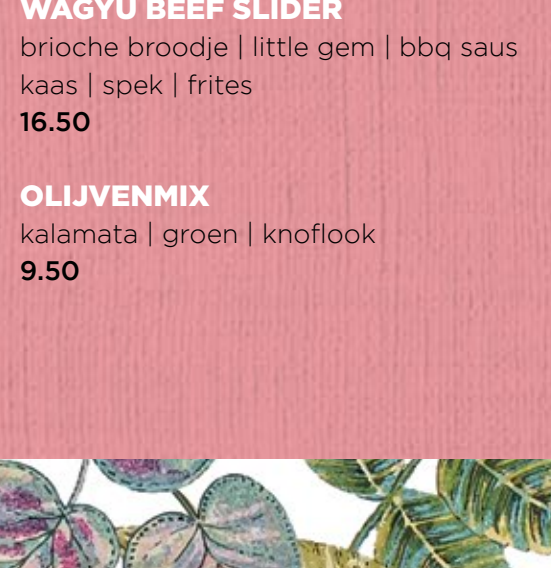 WAGYU BEEF SLIDER
brioche broodje | little gem | bbq saus
kaas | spek | frites
16.50
OLIJVENMIX
kalamata | groen | knoflook
9.50